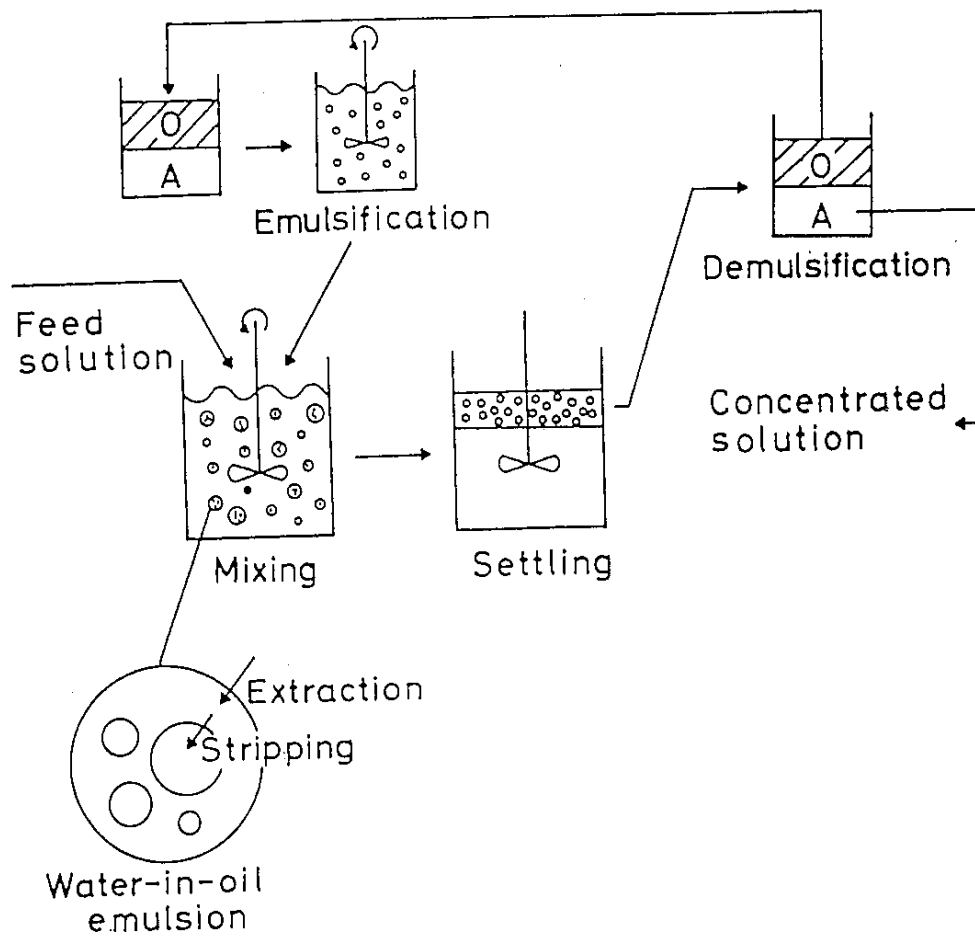 O
A
Emulsification
O
A
Demulsification
Feed
solution
Concentrated
solution
Mixing
Settling
Extraction
Stripping
Water-in-oil
emulsion